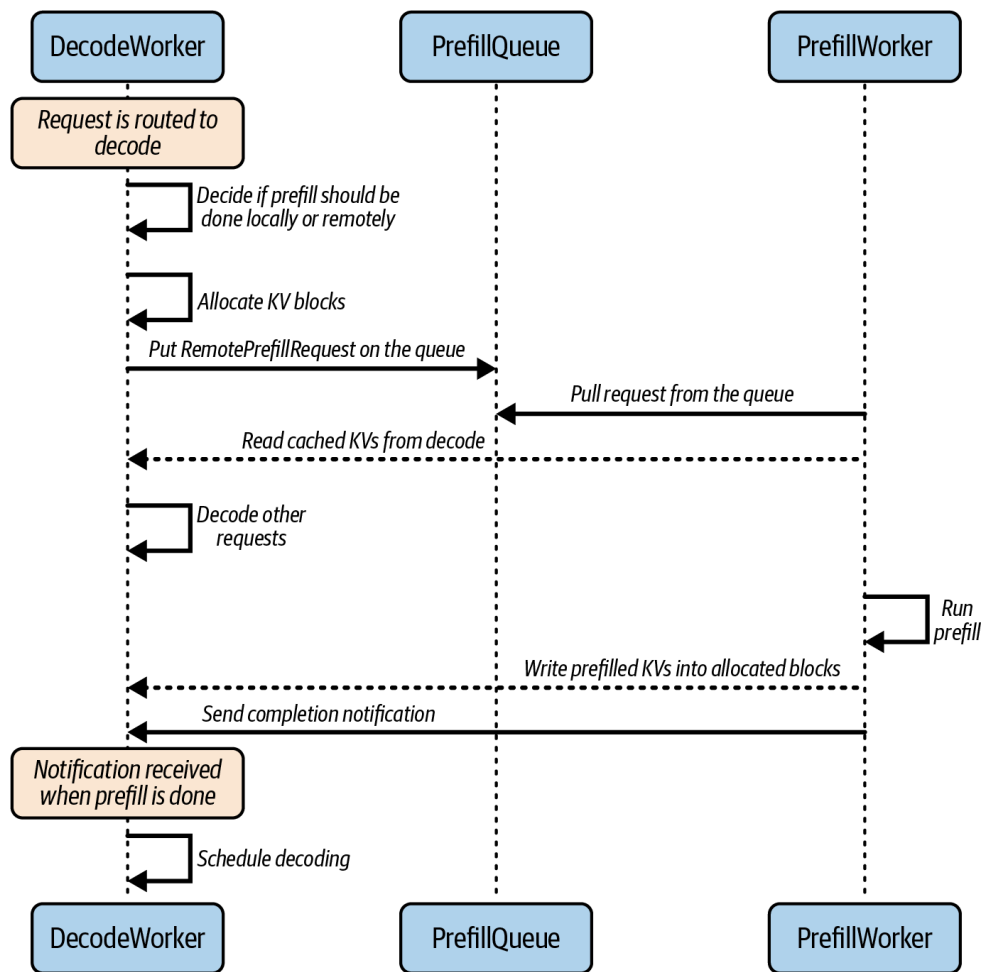 DecodeWorker
PrefillQueue
PrefillWorker
Request is routed to
decode
Decide if prefill should be
done locally or remotely
Allocate KV blocks
Put RemotePrefillRequest on the queue
Pull request from the queue
Read cached KVs from decode
Decode other
requests
Run
prefill
Write prefilled KVs into allocated blocks
Send completion notification
Notification received
when prefill is done
Schedule decoding
DecodeWorker
PrefillQueue
PrefillWorker